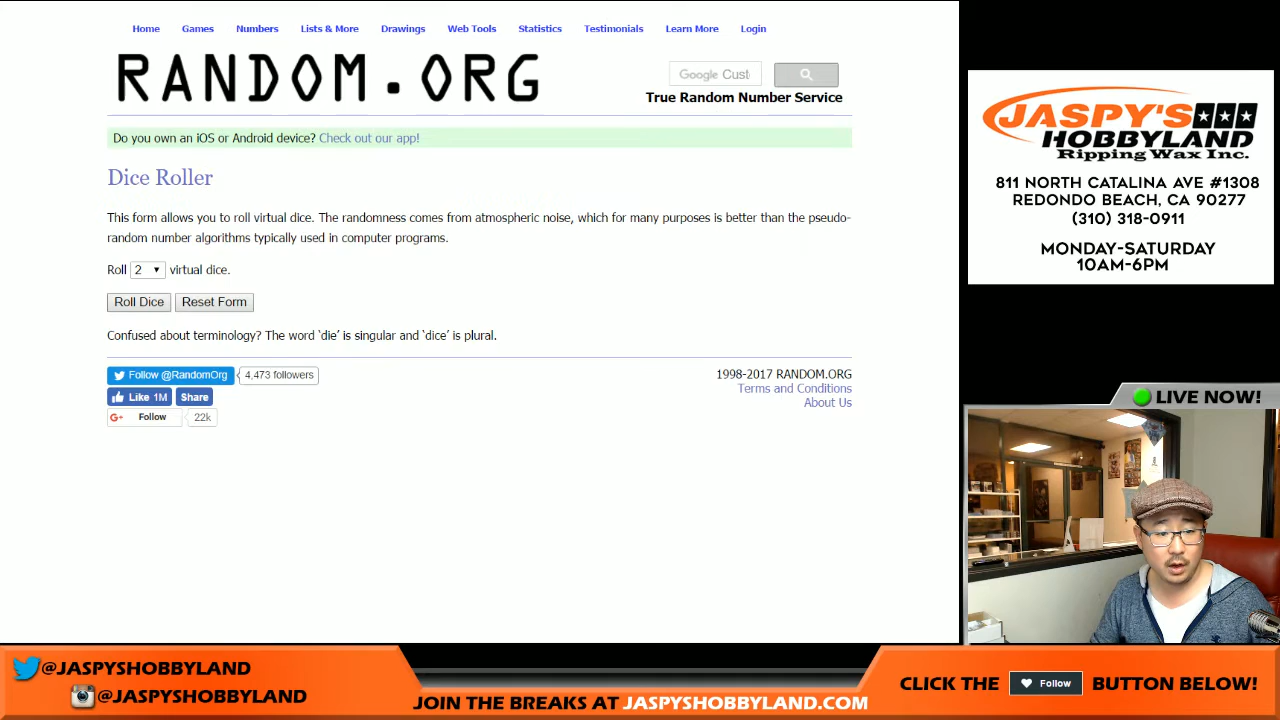 Home Games Numbers Lists & More Drawings Web Tools Statistics Testimonials Learn More Login
RANDOM.ORG
Google Cust
True Random Number Service
Do you own an iOS or Android device? Check out our app!
Dice Roller
This form allows you to roll virtual dice. The randomness comes from atmospheric noise, which for many purposes is better than the pseudo-
random number algorithms typically used in computer programs.
Roll 2 virtual dice.
Roll Dice Reset Form
Confused about terminology? The word ‘die’ is singular and ‘dice’ is plural.
Follow @RandomOrg 4,473 followers
Like 1M Share
G+ Follow 22k
1998-2017 RANDOM.ORG
Terms and Conditions
About Us
JASPY'S
HOBBYLAND
Ripping Wax Inc.
811 NORTH CATALINA AVE #1308
REDONDO BEACH, CA 90277
(310) 318-0911
MONDAY-SATURDAY
10AM-6PM
LIVE NOW!
@JASPYSHOBBYLAND
@JASPYSHOBBYLAND
JOIN THE BREAKS AT JASPYSHOBBYLAND.COM
CLICK THE Follow BUTTON BELOW!